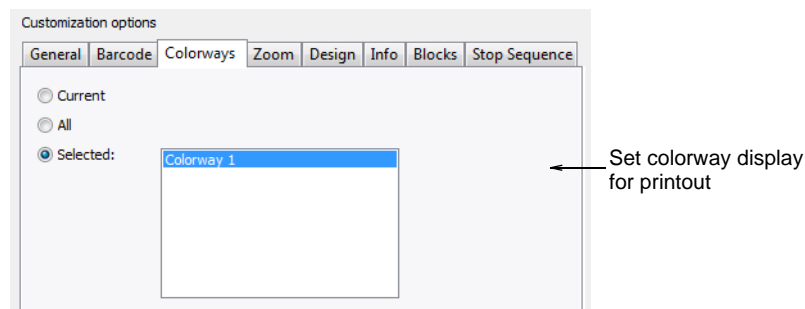 Customization options
General Barcode Colorways Zoom Design Info Blocks Stop Sequence
Current
All
Selected:
Colorway 1
Set colorway display
for printout